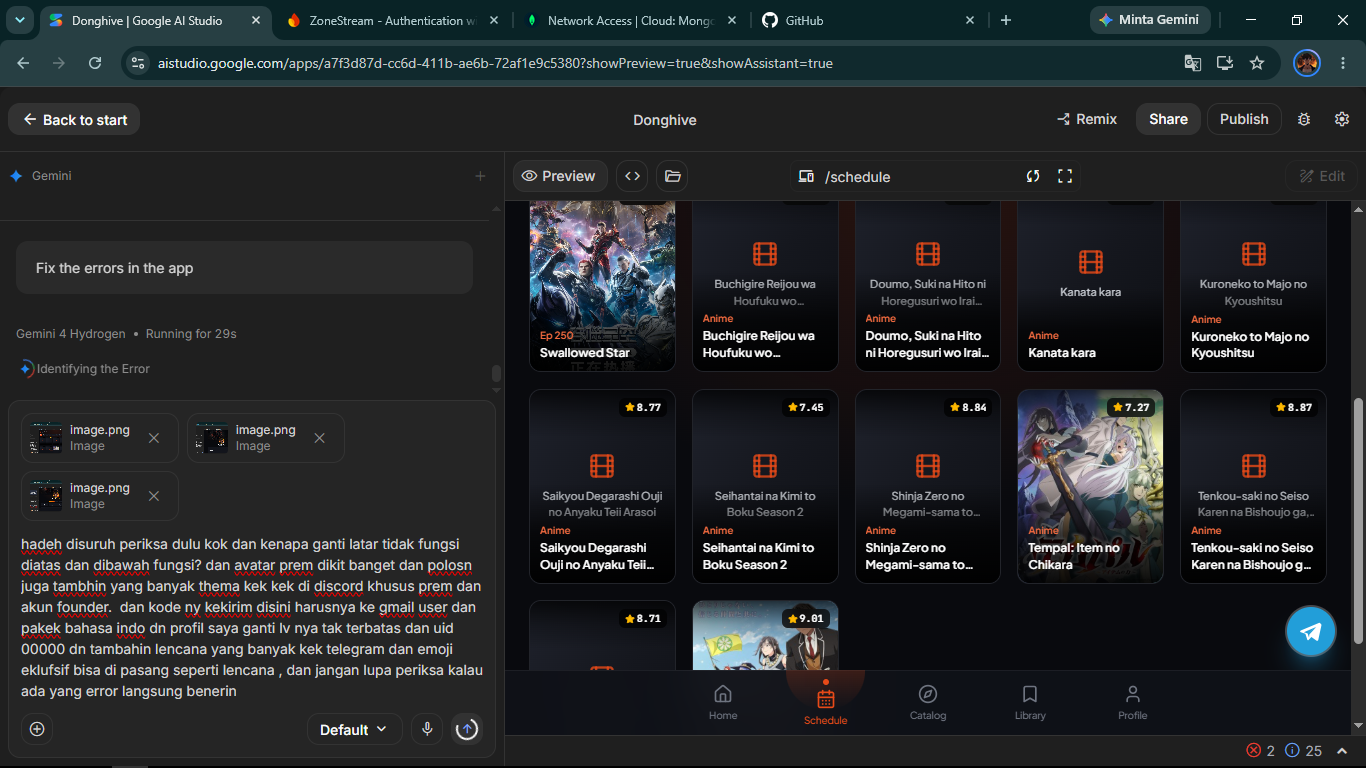 Donghive | Google AI Studio
ZoneStream - Authentication w
Network Access | Cloud: Mongo
GitHub
Minta Gemini
aistudio.google.com/apps/a7f3d87d-cc6d-411b-ae6b-72af1e9c5380?showPreview=true&showAssistant=true
Back to start
Donghive
Remix
Share
Publish
Gemini
Preview
/schedule
Edit
Fix the errors in the app
Gemini 4 Hydrogen • Running for 29s
Identifying the Error
image.png
Image
image.png
Image
image.png
Image
hadeh disuruh periksa dulu kok dan kenapa ganti latar tidak fungsi
diatas dan dibawah fungsi? dan avatar prem dikit banget dan polosn
juga tambhin yang banyak thema kek kek di discord khusus prem dan
akun founder.  dan kode ny kekirim disini harusnya ke gmail user dan
pakek bahasa indo dn profil saya ganti lv nya tak terbatas dan uid
00000 dn tambahin lencana yang banyak kek telegram dan emoji
eklufsif bisa di pasang seperti lencana , dan jangan lupa periksa kalau
ada yang error langsung benerin
Default
Ep 250
Swallowed Star
Buchigire Reijou wa
Houfuku wo…
Anime
Buchigire Reijou wa
Houfuku wo…
Doumo, Suki na Hito ni
Horegusuri wo Irai…
Anime
Doumo, Suki na Hito
ni Horegusuri wo Irai…
Kanata kara
Anime
Kanata kara
Kuroneko to Majo no
Kyoushitsu
Anime
Kuroneko to Majo no
Kyoushitsu
8.77
Saikyou Degarashi Ouji
no Anyaku Teii Arasoi
Anime
Saikyou Degarashi
Ouji no Anyaku Teii…
7.45
Seihantai na Kimi to
Boku Season 2
Anime
Seihantai na Kimi to
Boku Season 2
8.84
Shinja Zero no
Megami-sama to…
Anime
Shinja Zero no
Megami-sama to…
7.27
Anime
Tempal: Item no
Chikara
8.87
Tenkou-saki no Seiso
Karen na Bishoujo ga,…
Anime
Tenkou-saki no Seiso
Karen na Bishoujo g…
8.71
9.01
Home
Schedule
Catalog
Library
Profile
2
25